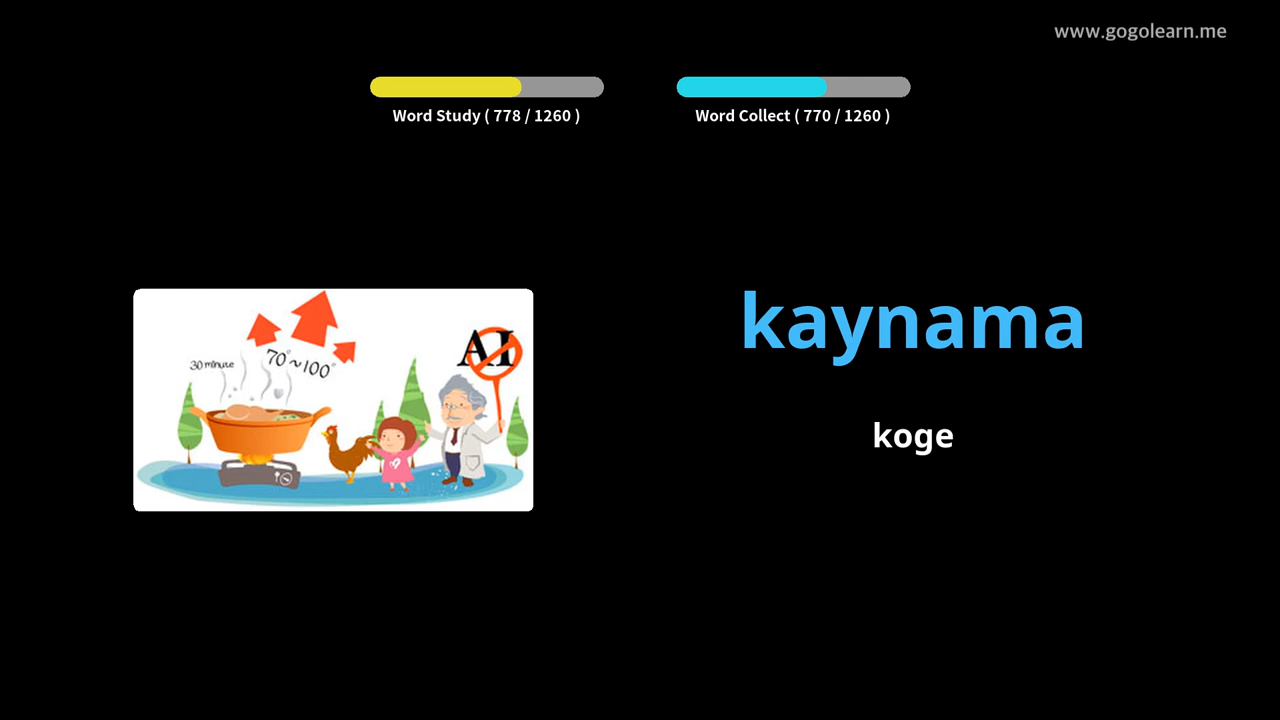 www.gogolearn.me
Word Study ( 778 / 1260 )
Word Collect ( 770 / 1260 )
30 minute
70°~100°
AI
kaynama
koge